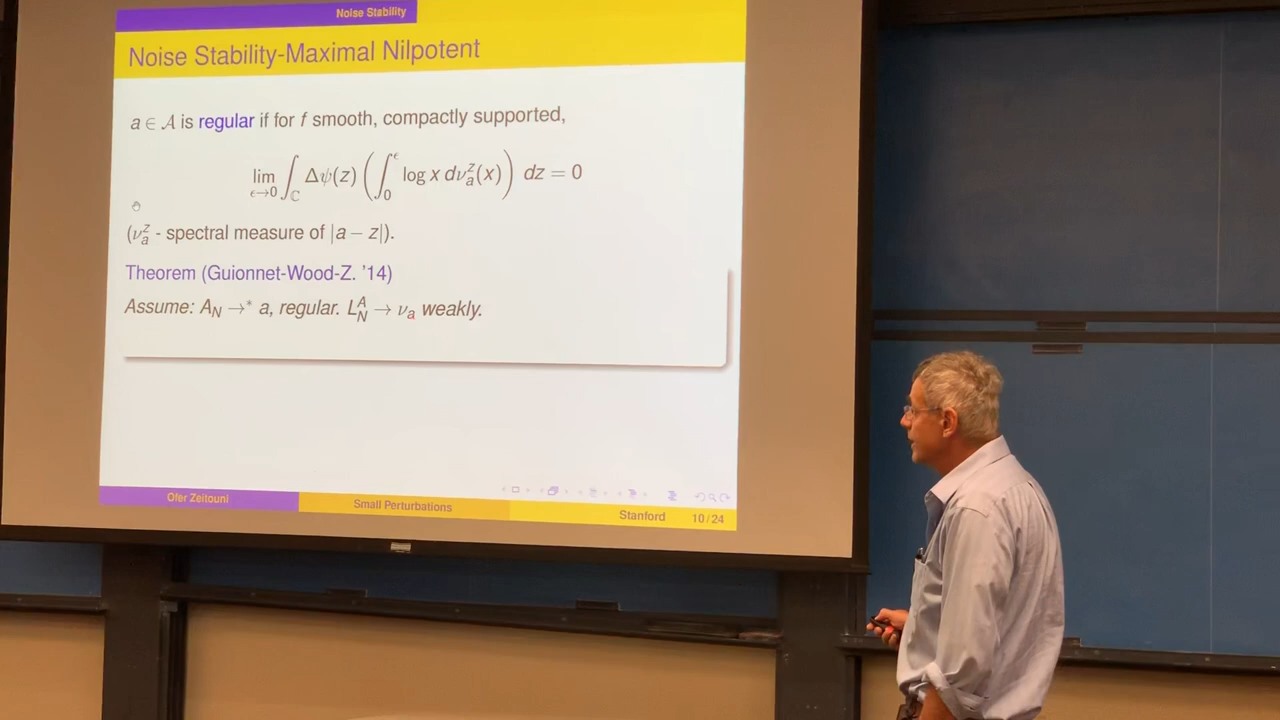 Noise Stability
Noise Stability-Maximal Nilpotent
a ∈ 𝒜 is regular if for f smooth, compactly supported,
lim_{ϵ→0} ∫_ℂ Δψ(z) (∫_0^ϵ log x dν_a^z(x)) dz = 0
(ν_a^z - spectral measure of |a − z|).
Theorem (Guionnet-Wood-Z. '14)
Assume: A_N →* a, regular. L_N^A → ν_a weakly.
Ofer Zeitouni
Small Perturbations
Stanford
10 / 24